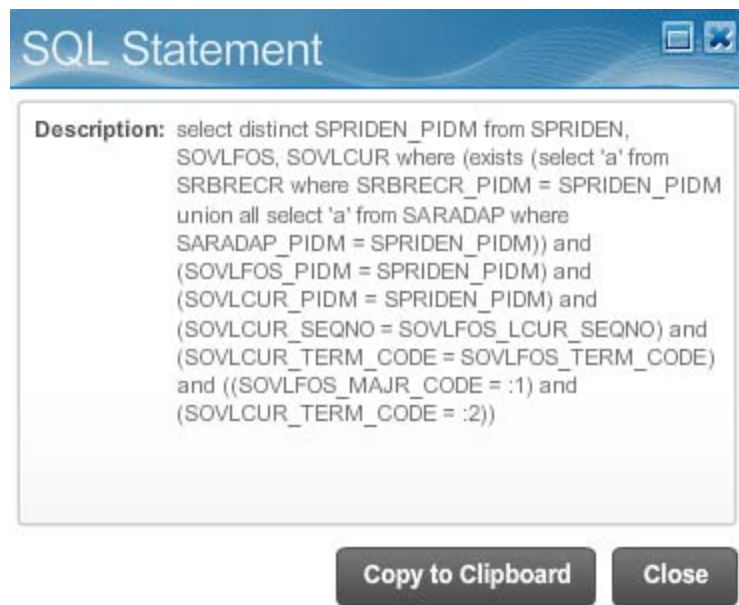 SQL Statement
Description: select distinct SPRIDEN_PIDM from SPRIDEN,
SOVLFOS, SOVLCUR where (exists (select 'a' from
SRBRECR where SRBRECR_PIDM = SPRIDEN_PIDM
union all select 'a' from SARADAP where
SARADAP_PIDM = SPRIDEN_PIDM)) and
(SOVLFOS_PIDM = SPRIDEN_PIDM) and
(SOVLCUR_PIDM = SPRIDEN_PIDM) and
(SOVLCUR_SEQNO = SOVLFOS_LCUR_SEQNO) and
(SOVLCUR_TERM_CODE = SOVLFOS_TERM_CODE)
and ((SOVLFOS_MAJR_CODE = :1) and
(SOVLCUR_TERM_CODE = :2))
Copy to Clipboard Close